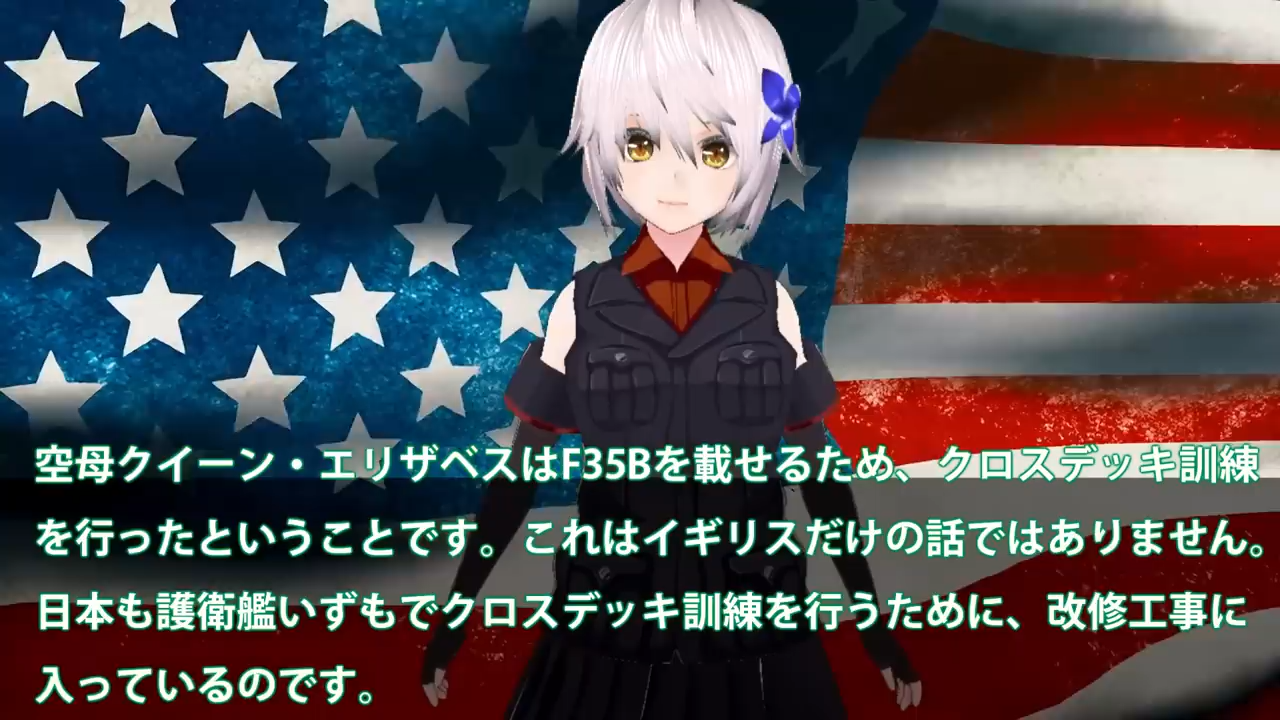 空母クイーン・エリザベスはF35Bを載せるため、クロスデッキ訓練
を行ったということです。これはイギリスだけの話ではありません。
日本も護衛艦いずもでクロスデッキ訓練を行うために、改修工事に
入っているのです。